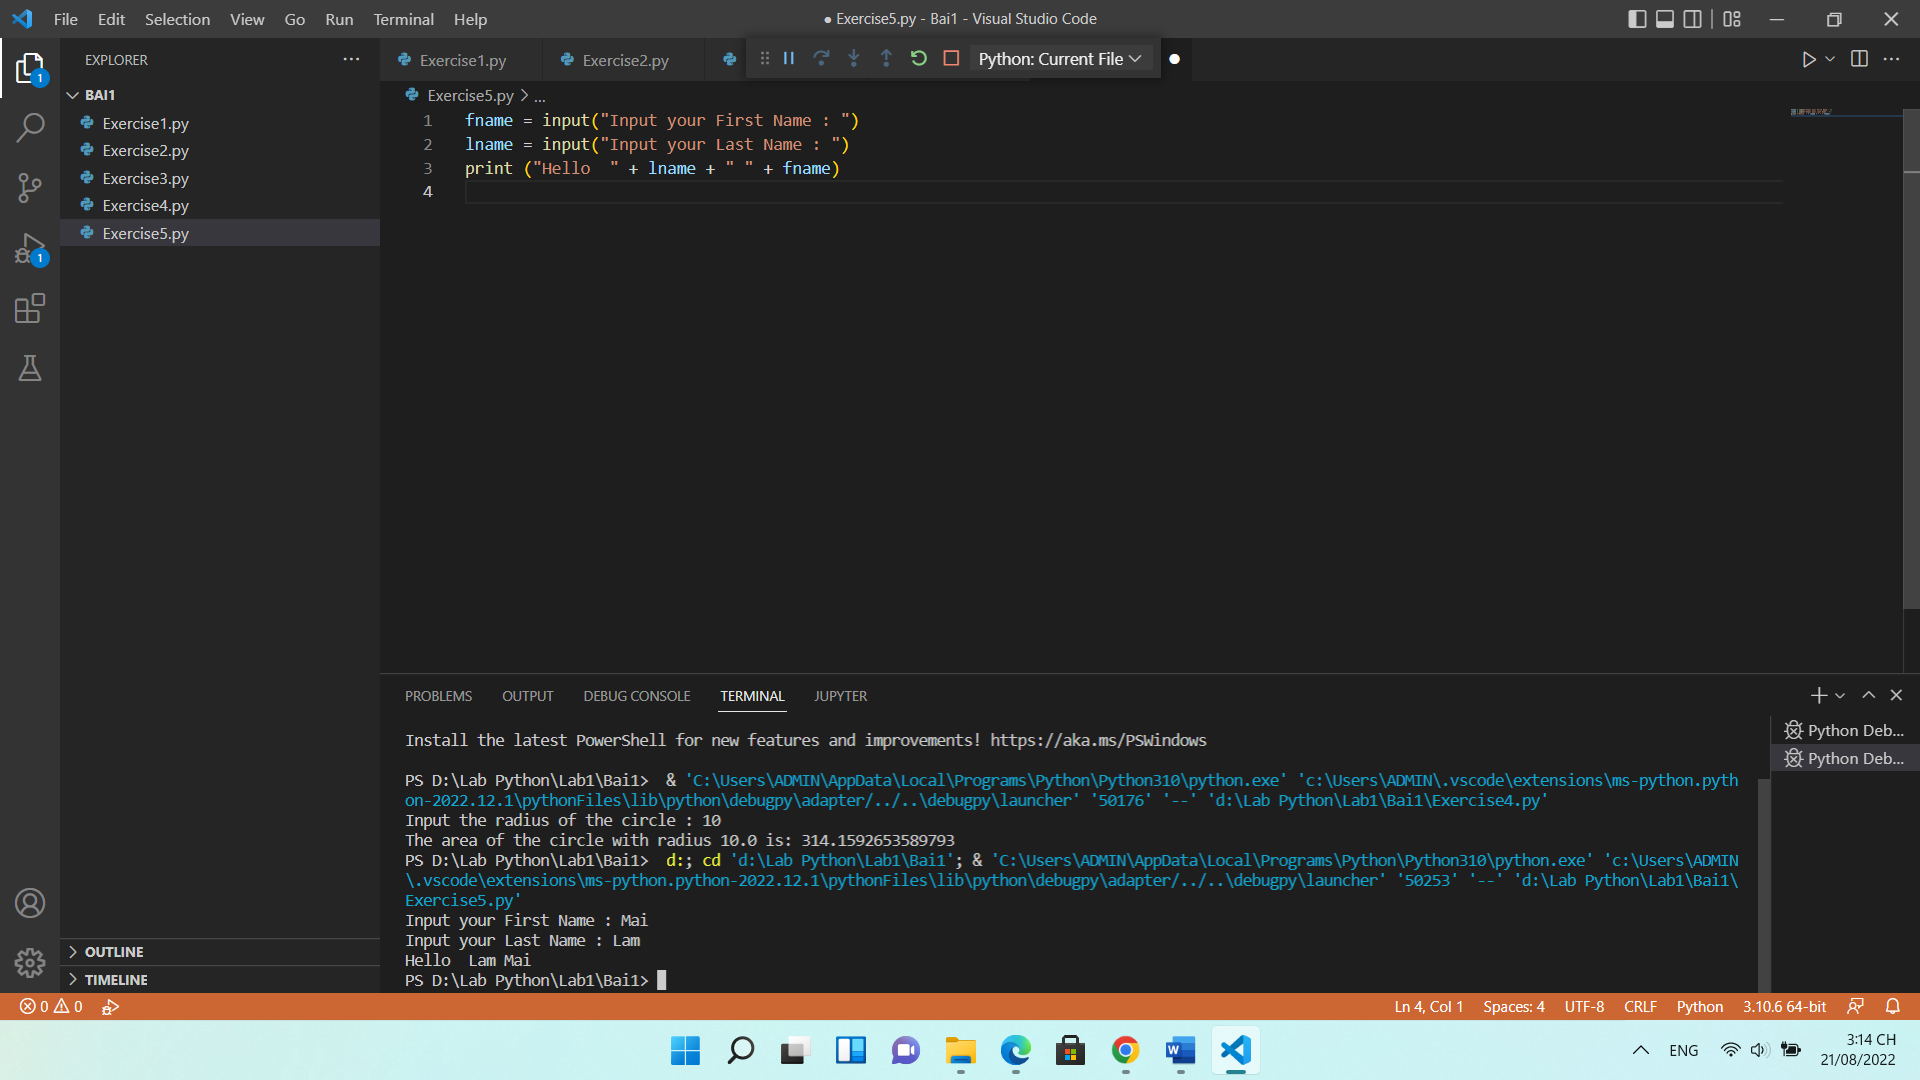 File Edit Selection View Go Run Terminal Help
● Exercise5.py - Bai1 - Visual Studio Code
EXPLORER
1
BAI1
Exercise1.py
Exercise2.py
Exercise3.py
Exercise4.py
Exercise5.py
1
OUTLINE
TIMELINE
Exercise1.py Exercise2.py
Python: Current File
Exercise5.py > ...
1 fname = input("Input your First Name : ")
2 lname = input("Input your Last Name : ")
3 print ("Hello  " + lname + " " + fname)
4
PROBLEMS OUTPUT DEBUG CONSOLE TERMINAL JUPYTER
Install the latest PowerShell for new features and improvements! https://aka.ms/PSWindows
PS D:\Lab Python\Lab1\Bai1>  & 'C:\Users\ADMIN\AppData\Local\Programs\Python\Python310\python.exe' 'c:\Users\ADMIN\.vscode\extensions\ms-python.pyth
on-2022.12.1\pythonFiles\lib\python\debugpy\adapter/../..\debugpy\launcher' '50176' '--' 'd:\Lab Python\Lab1\Bai1\Exercise4.py'
Input the radius of the circle : 10
The area of the circle with radius 10.0 is: 314.1592653589793
PS D:\Lab Python\Lab1\Bai1>  d:; cd 'd:\Lab Python\Lab1\Bai1'; & 'C:\Users\ADMIN\AppData\Local\Programs\Python\Python310\python.exe' 'c:\Users\ADMIN
\.vscode\extensions\ms-python.python-2022.12.1\pythonFiles\lib\python\debugpy\adapter/../..\debugpy\launcher' '50253' '--' 'd:\Lab Python\Lab1\Bai1\
Exercise5.py'
Input your First Name : Mai
Input your Last Name : Lam
Hello  Lam Mai
PS D:\Lab Python\Lab1\Bai1>
Python Deb...
Python Deb...
0 0
Ln 4, Col 1 Spaces: 4 UTF-8 CRLF Python 3.10.6 64-bit
W
ENG
3:14 CH
21/08/2022